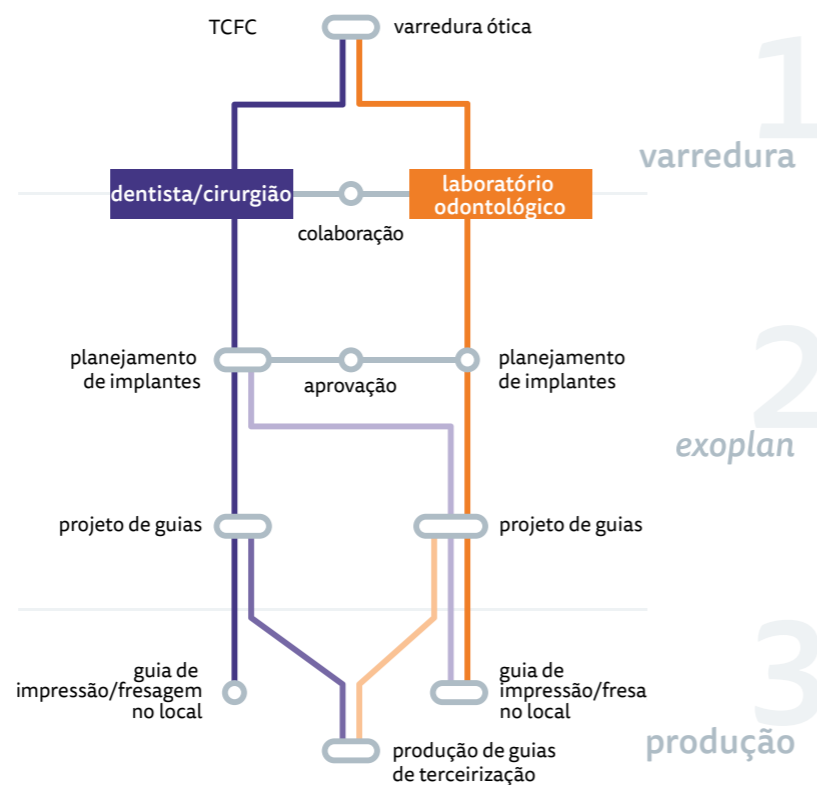 TCFC
varredura ótica
1
varredura
dentista/cirurgião
laboratório
odontológico
colaboração
planejamento
de implantes
aprovação
planejamento
de implantes
2
exoplan
projeto de guias
projeto de guias
guia de
impressão/fresagem
no local
guia de
impressão/fresa
no local
3
produção
produção de guias
de terceirização